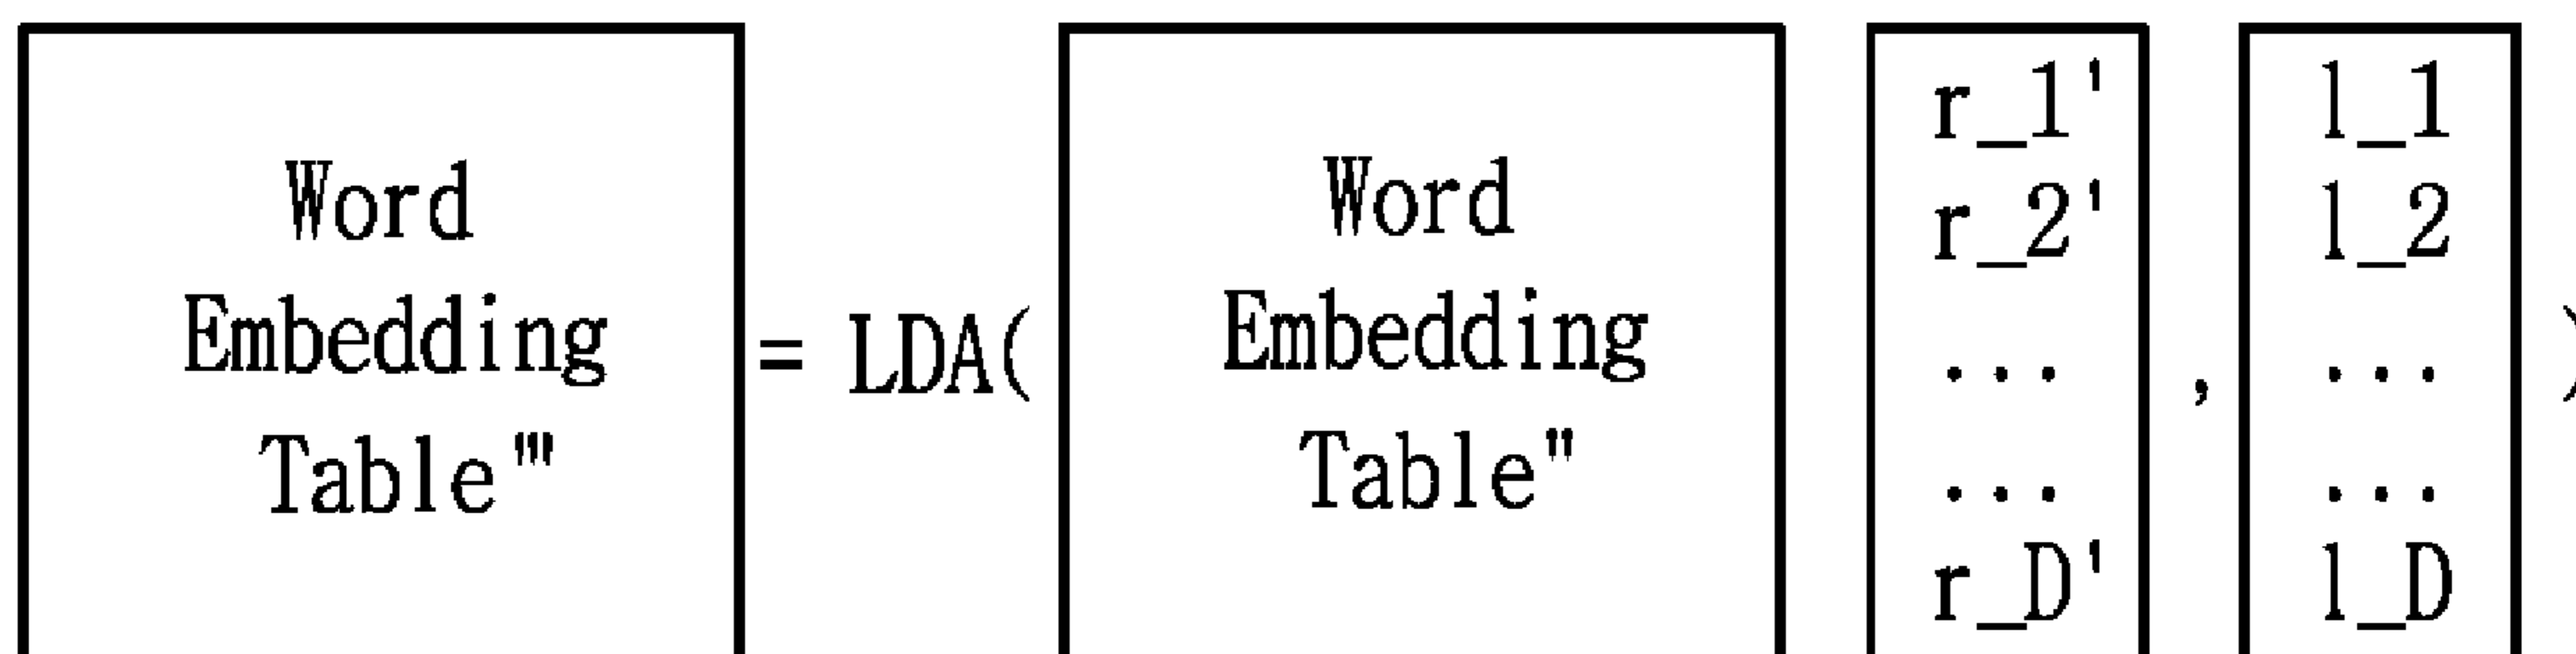 Word
Embedding
Table'''
= LDA(
Word
Embedding
Table"
r_1'
r_2'
...
...
r_D'
,
l_1
l_2
...
...
l_D
)